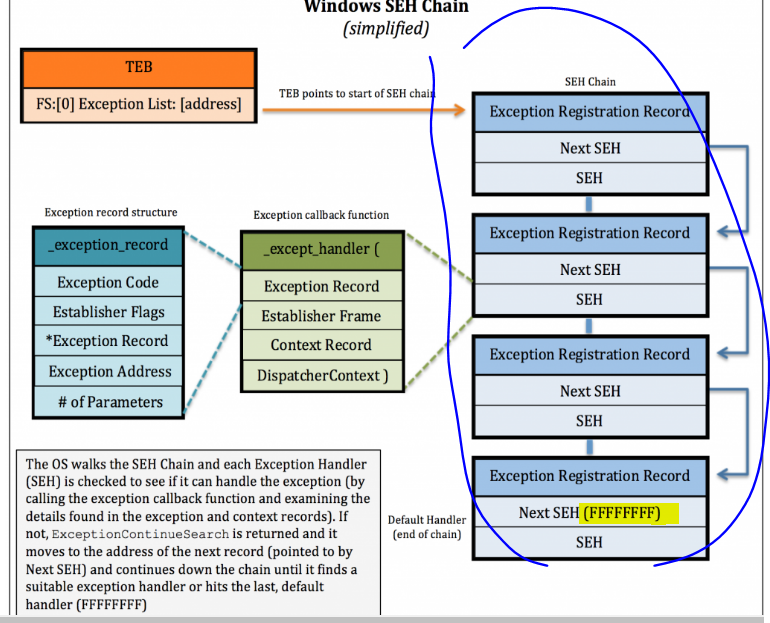 Windows SEH Chain
(simplified)
TEB
FS:[0] Exception List: [address]
TEB points to start of SEH chain
SEH Chain
Exception Registration Record
Next SEH
SEH
Exception Registration Record
Next SEH
SEH
Exception Registration Record
Next SEH
SEH
Exception Registration Record
Next SEH (FFFFFFFF)
SEH
Default Handler
(end of chain)
Exception record structure
_exception_record
Exception Code
Establisher Flags
*Exception Record
Exception Address
# of Parameters
Exception callback function
_except_handler (
Exception Record
Establisher Frame
Context Record
DispatcherContext )
The OS walks the SEH Chain and each Exception Handler
(SEH) is checked to see if it can handle the exception (by
calling the exception callback function and examining the
details found in the exception and context records). If
not, ExceptionContinueSearch is returned and it
moves to the address of the next record (pointed to by
Next SEH) and continues down the chain until it finds a
suitable exception handler or hits the last, default
handler (FFFFFFFF)